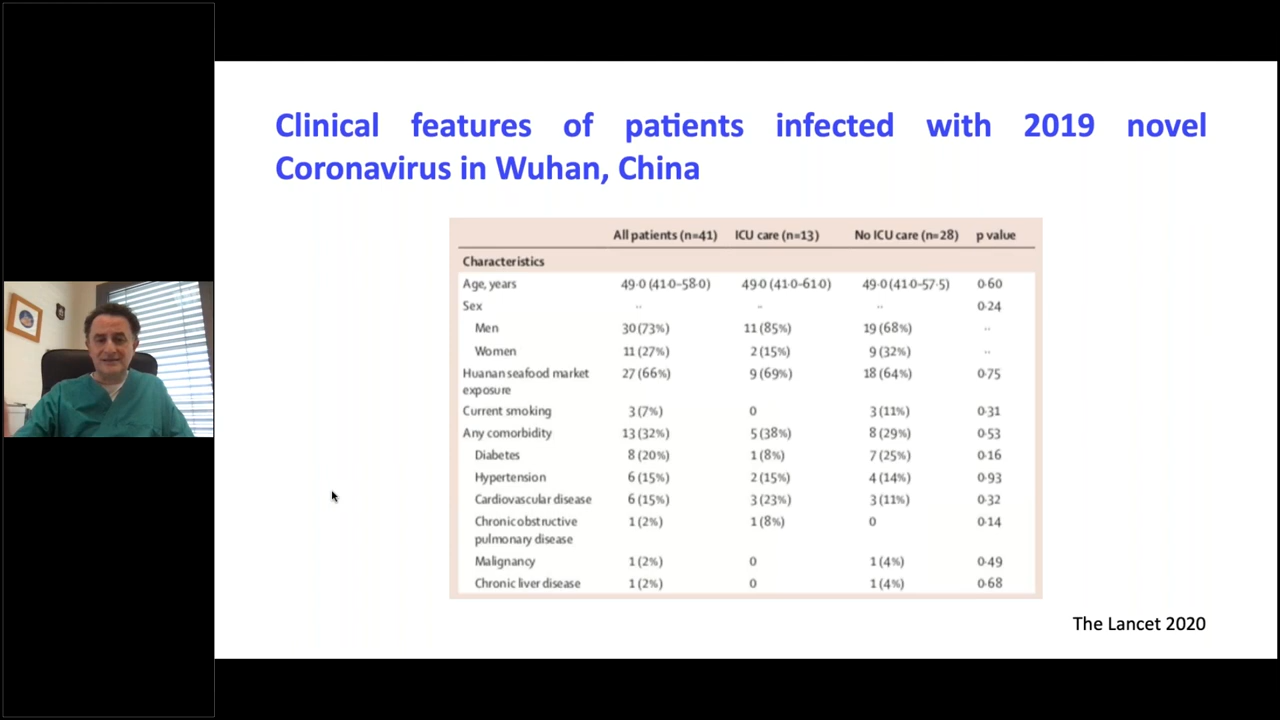 Clinical features of patients infected with 2019 novel
Coronavirus in Wuhan, China
All patients (n=41) ICU care (n=13) No ICU care (n=28) p value
Characteristics
Age, years 49·0 (41·0–58·0) 49·0 (41·0–61·0) 49·0 (41·0–57·5) 0·60
Sex ·· ·· ·· 0·24
Men 30 (73%) 11 (85%) 19 (68%) ··
Women 11 (27%) 2 (15%) 9 (32%) ··
Huanan seafood market 27 (66%) 9 (69%) 18 (64%) 0·75
exposure
Current smoking 3 (7%) 0 3 (11%) 0·31
Any comorbidity 13 (32%) 5 (38%) 8 (29%) 0·53
Diabetes 8 (20%) 1 (8%) 7 (25%) 0·16
Hypertension 6 (15%) 2 (15%) 4 (14%) 0·93
Cardiovascular disease 6 (15%) 3 (23%) 3 (11%) 0·32
Chronic obstructive 1 (2%) 1 (8%) 0 0·14
pulmonary disease
Malignancy 1 (2%) 0 1 (4%) 0·49
Chronic liver disease 1 (2%) 0 1 (4%) 0·68
The Lancet 2020